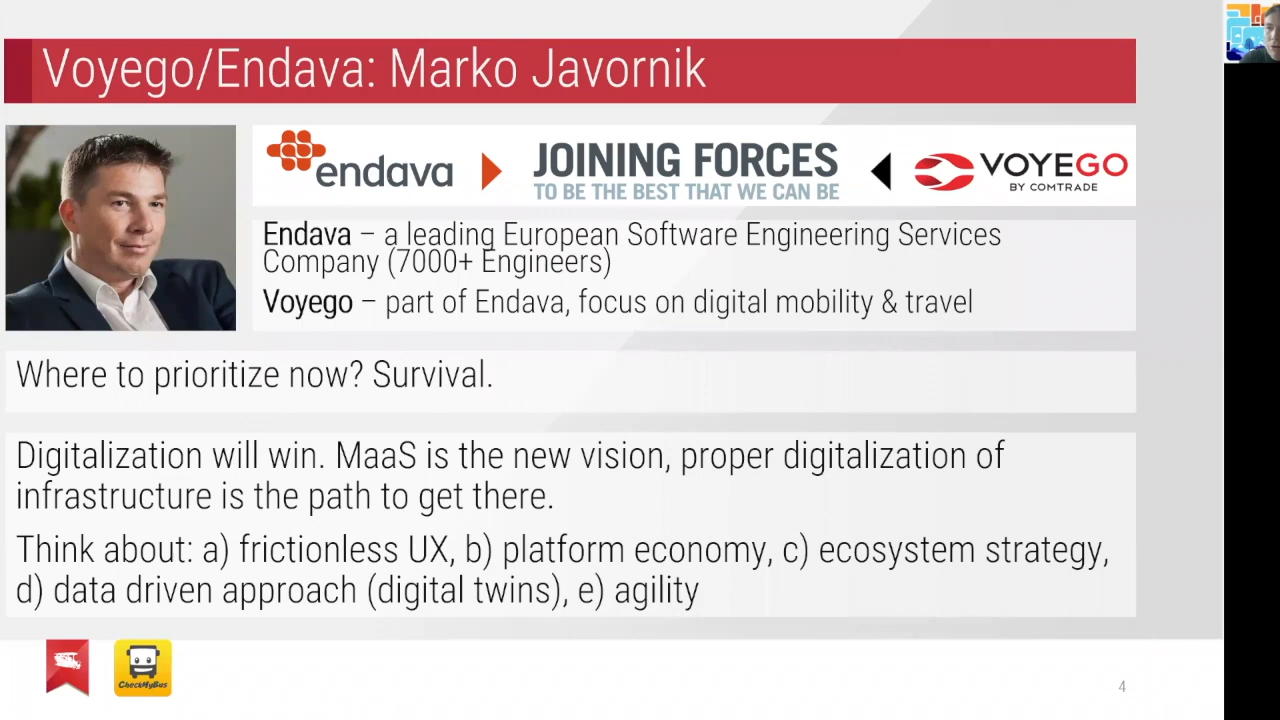 Voyego/Endava: Marko Javornik
endava
JOINING FORCES
TO BE THE BEST THAT WE CAN BE
VOYEGO
BY COMTRADE
Endava – a leading European Software Engineering Services
Company (7000+ Engineers)
Voyego – part of Endava, focus on digital mobility & travel
Where to prioritize now? Survival.
Digitalization will win. MaaS is the new vision, proper digitalization of
infrastructure is the path to get there.
Think about: a) frictionless UX, b) platform economy, c) ecosystem strategy,
d) data driven approach (digital twins), e) agility
CheckMyBus
4